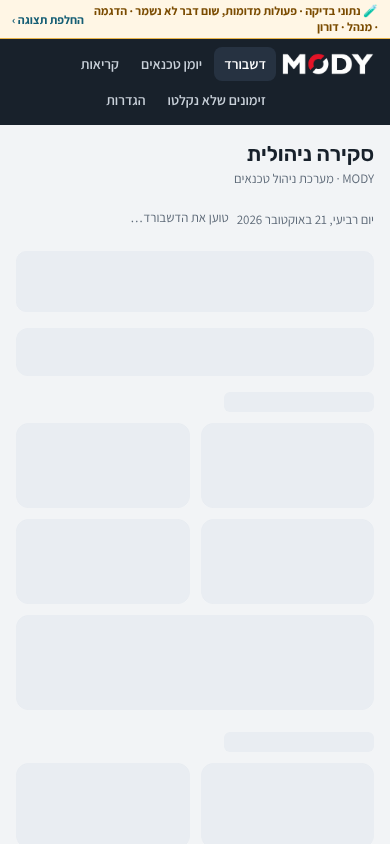 🧪 נתוני בדיקה · פעולות מדומות, שום דבר לא נשמר · הדגמה
· מנהל · דורון
החלפת תצוגה ›
MODY
דשבורד
יומן טכנאים
קריאות
זימונים שלא נקלטו
הגדרות
סקירה ניהולית
MODY · מערכת ניהול טכנאים
יום רביעי, 21 באוקטובר 2026
טוען את הדשבורד…